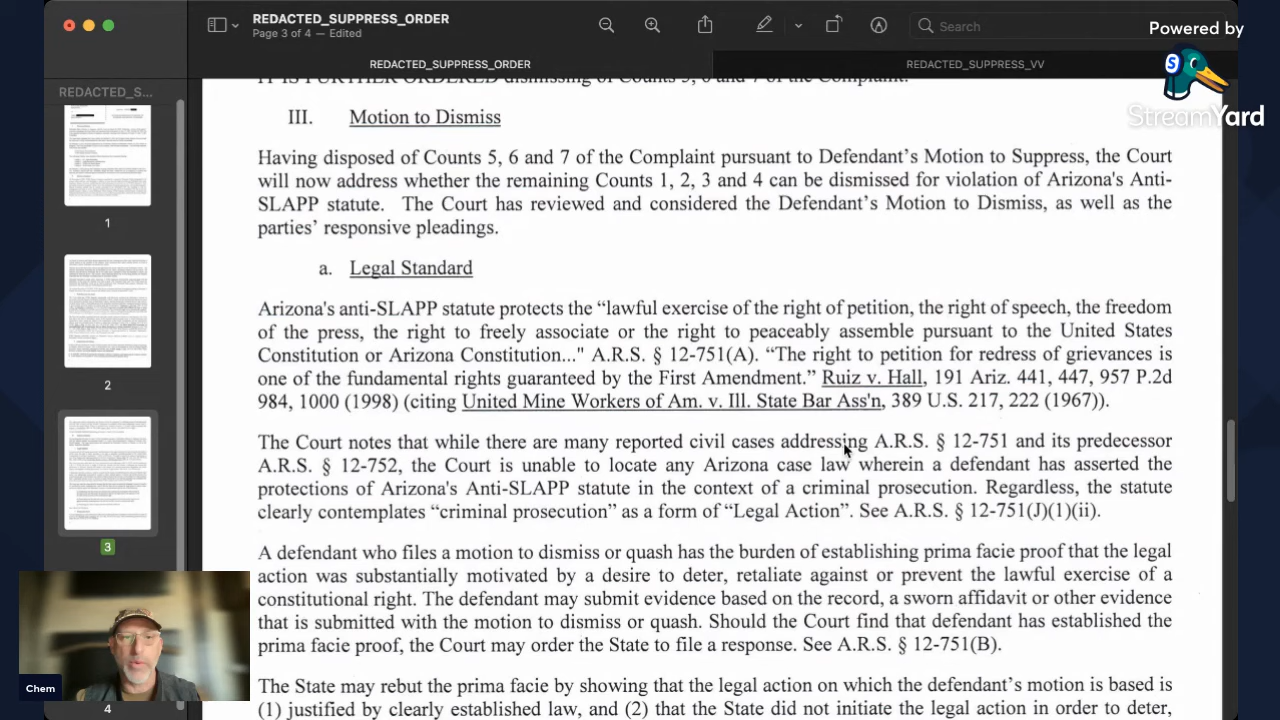 REDACTED_SUPPRESS_ORDER
Page 3 of 4 — Edited
Search
Powered by
StreamYard
REDACTED_SUPPRESS_ORDER
REDACTED_SUPPRESS_VV
REDACTED_S...
1
2
3
4
IT IS FURTHER ORDERED dismissing of Counts 5, 6 and 7 of the Complaint.
III. Motion to Dismiss
Having disposed of Counts 5, 6 and 7 of the Complaint pursuant to Defendant's Motion to Suppress, the Court
will now address whether the remaining Counts 1, 2, 3 and 4 can be dismissed for violation of Arizona's Anti-
SLAPP statute. The Court has reviewed and considered the Defendant's Motion to Dismiss, as well as the
parties' responsive pleadings.
a. Legal Standard
Arizona's anti-SLAPP statute protects the "lawful exercise of the right of petition, the right of speech, the freedom
of the press, the right to freely associate or the right to peaceably assemble pursuant to the United States
Constitution or Arizona Constitution..." A.R.S. § 12-751(A). "The right to petition for redress of grievances is
one of the fundamental rights guaranteed by the First Amendment." Ruiz v. Hall, 191 Ariz. 441, 447, 957 P.2d
984, 1000 (1998) (citing United Mine Workers of Am. v. Ill. State Bar Ass'n, 389 U.S. 217, 222 (1967)).
The Court notes that while there are many reported civil cases addressing A.R.S. § 12-751 and its predecessor
A.R.S. § 12-752, the Court is unable to locate any Arizona case law wherein a defendant has asserted the
protections of Arizona's Anti-SLAPP statute in the context of a criminal prosecution. Regardless, the statute
clearly contemplates "criminal prosecution" as a form of "Legal Action". See A.R.S. § 12-751(J)(1)(ii).
A defendant who files a motion to dismiss or quash has the burden of establishing prima facie proof that the legal
action was substantially motivated by a desire to deter, retaliate against or prevent the lawful exercise of a
constitutional right. The defendant may submit evidence based on the record, a sworn affidavit or other evidence
that is submitted with the motion to dismiss or quash. Should the Court find that defendant has established the
prima facie proof, the Court may order the State to file a response. See A.R.S. § 12-751(B).
The State may rebut the prima facie by showing that the legal action on which the defendant's motion is based is
(1) justified by clearly established law, and (2) that the State did not initiate the legal action in order to deter,
Chem